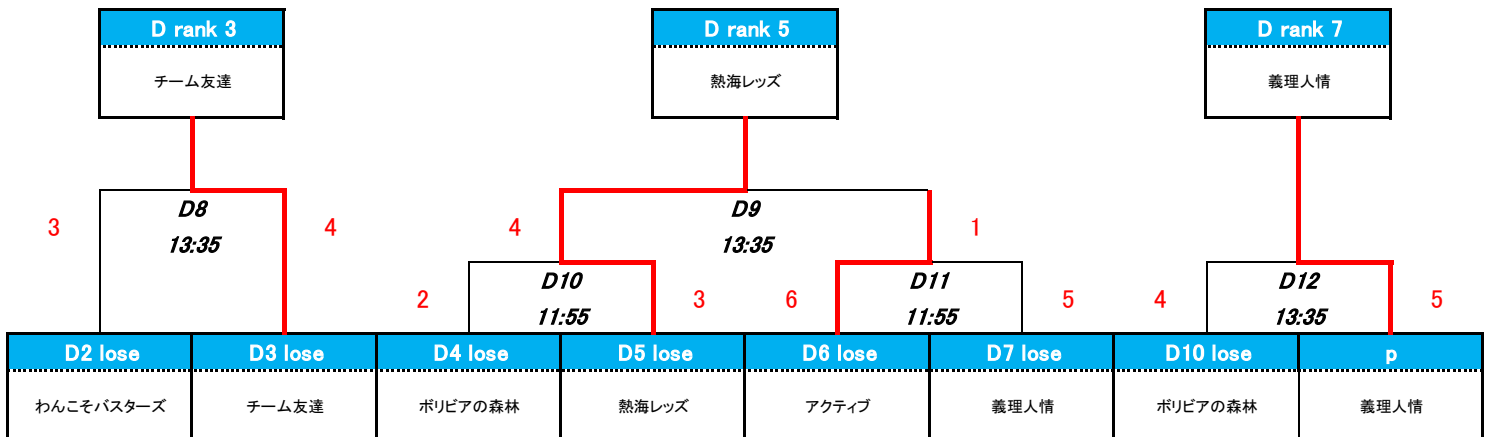 D rank 3
D rank 5
D rank 7
チーム友達
熱海レッズ
義理人情
3
D8
13:35
4
4
D9
13:35
1
2
D10
11:55
3
6
D11
11:55
5
4
D12
13:35
5
D2 lose
D3 lose
D4 lose
D5 lose
D6 lose
D7 lose
D10 lose
p
わんこそバスターズ
チーム友達
ボリビアの森林
熱海レッズ
アクティブ
義理人情
ボリビアの森林
義理人情